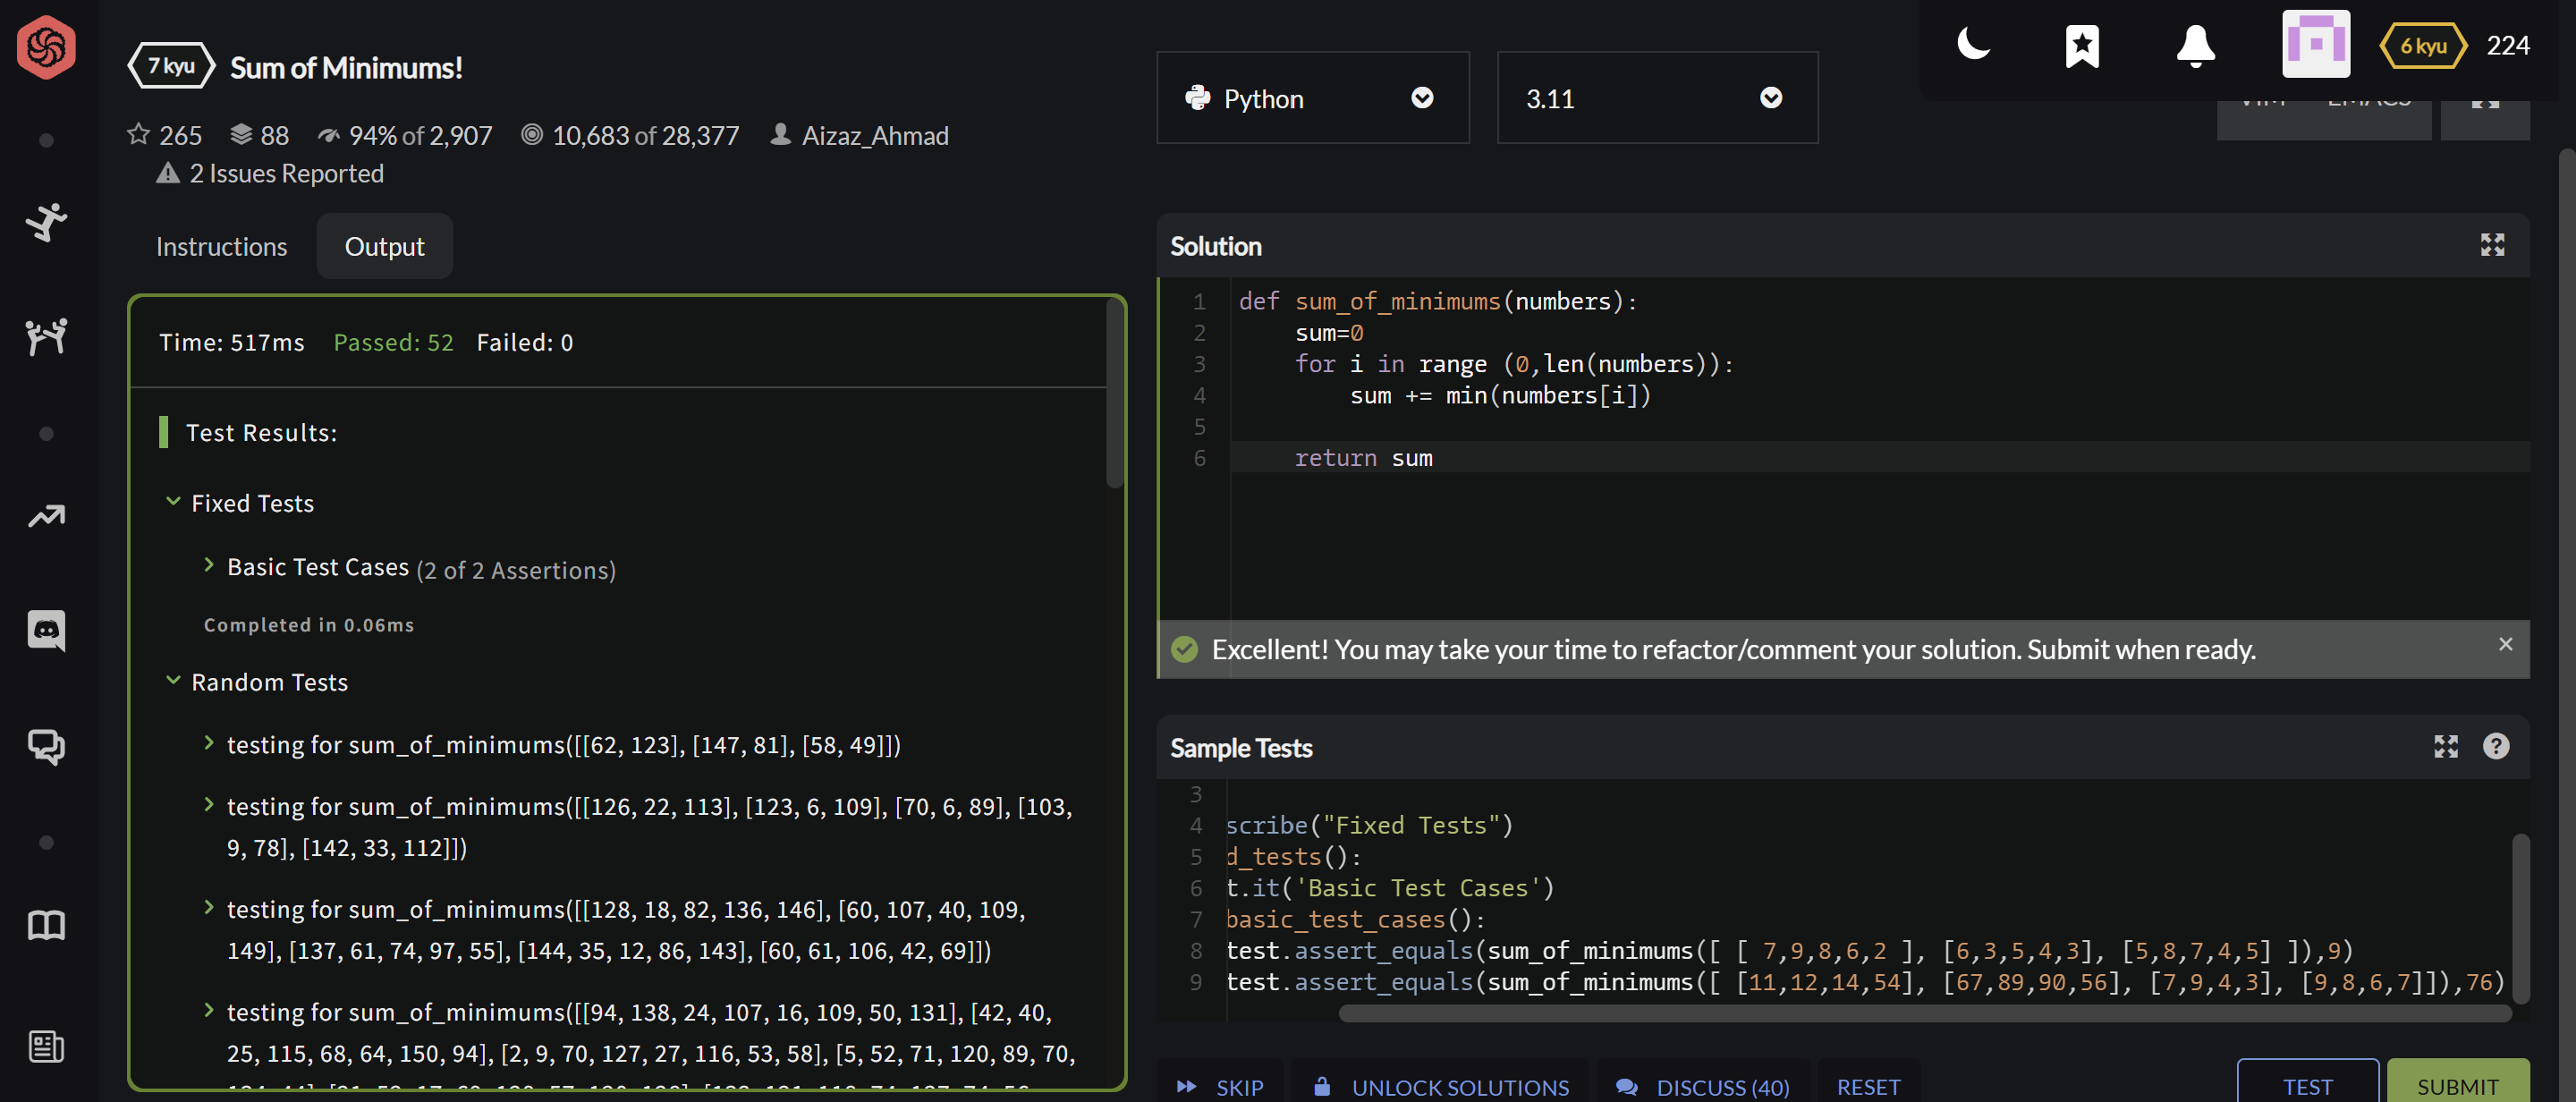 7 kyu Sum of Minimums!
265 88 94% of 2,907 10,683 of 28,377 Aizaz_Ahmad
2 Issues Reported
Python
3.11
6 kyu 224
Instructions Output
Time: 517ms Passed: 52 Failed: 0
Test Results:
Fixed Tests
Basic Test Cases (2 of 2 Assertions)
Completed in 0.06ms
Random Tests
testing for sum_of_minimums([[62, 123], [147, 81], [58, 49]])
testing for sum_of_minimums([[126, 22, 113], [123, 6, 109], [70, 6, 89], [103,
9, 78], [142, 33, 112]])
testing for sum_of_minimums([[128, 18, 82, 136, 146], [60, 107, 40, 109,
149], [137, 61, 74, 97, 55], [144, 35, 12, 86, 143], [60, 61, 106, 42, 69]])
testing for sum_of_minimums([[94, 138, 24, 107, 16, 109, 50, 131], [42, 40,
25, 115, 68, 64, 150, 94], [2, 9, 70, 127, 27, 116, 53, 58], [5, 52, 71, 120, 89, 70,
Solution
1 def sum_of_minimums(numbers):
2 sum=0
3 for i in range (0,len(numbers)):
4 sum += min(numbers[i])
5
6 return sum
Excellent! You may take your time to refactor/comment your solution. Submit when ready.
Sample Tests
3
4 scribe("Fixed Tests")
5 d_tests():
6 t.it('Basic Test Cases')
7 basic_test_cases():
8 test.assert_equals(sum_of_minimums([ [ 7,9,8,6,2 ], [6,3,5,4,3], [5,8,7,4,5] ]),9)
9 test.assert_equals(sum_of_minimums([ [11,12,14,54], [67,89,90,56], [7,9,4,3], [9,8,6,7]]),76)
SKIP UNLOCK SOLUTIONS DISCUSS (40) RESET TEST SUBMIT